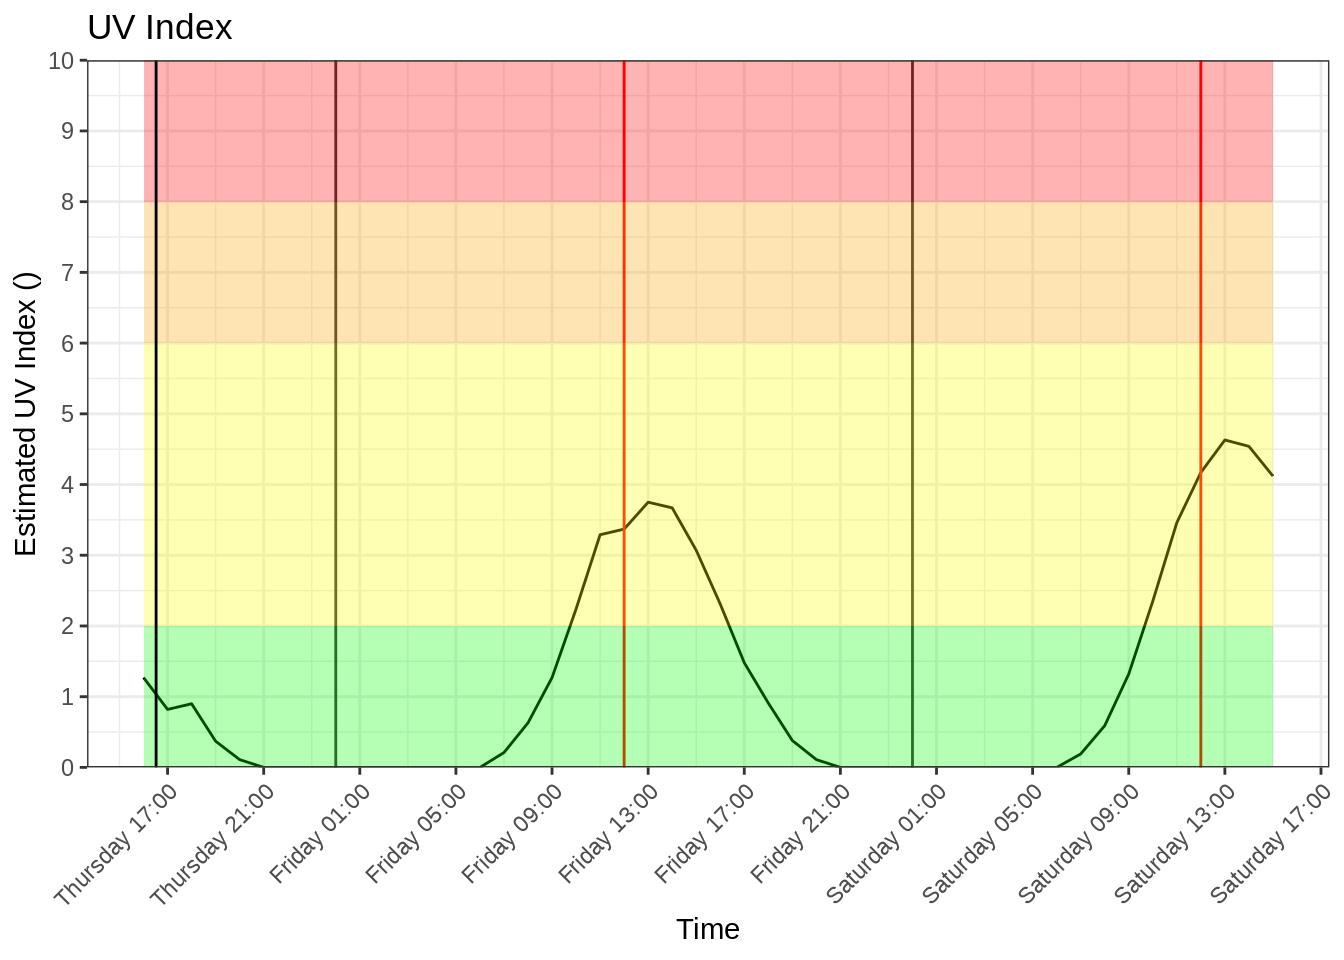 UV Index
Estimated UV Index ()
10
9
8
7
6
5
4
3
2
1
0
Thursday 17:00
Thursday 21:00
Friday 01:00
Friday 05:00
Friday 09:00
Friday 13:00
Friday 17:00
Friday 21:00
Saturday 01:00
Saturday 05:00
Saturday 09:00
Saturday 13:00
Saturday 17:00
Time